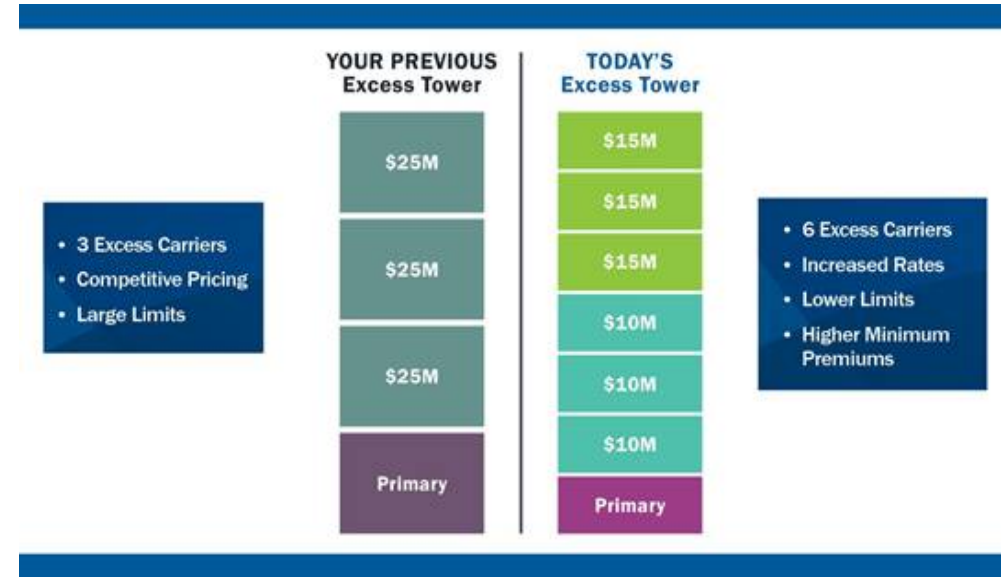 YOUR PREVIOUS
Excess Tower
$25M
$25M
$25M
Primary
• 3 Excess Carriers
• Competitive Pricing
• Large Limits
TODAY'S
Excess Tower
$15M
$15M
$15M
$10M
$10M
$10M
Primary
• 6 Excess Carriers
• Increased Rates
• Lower Limits
• Higher Minimum
Premiums